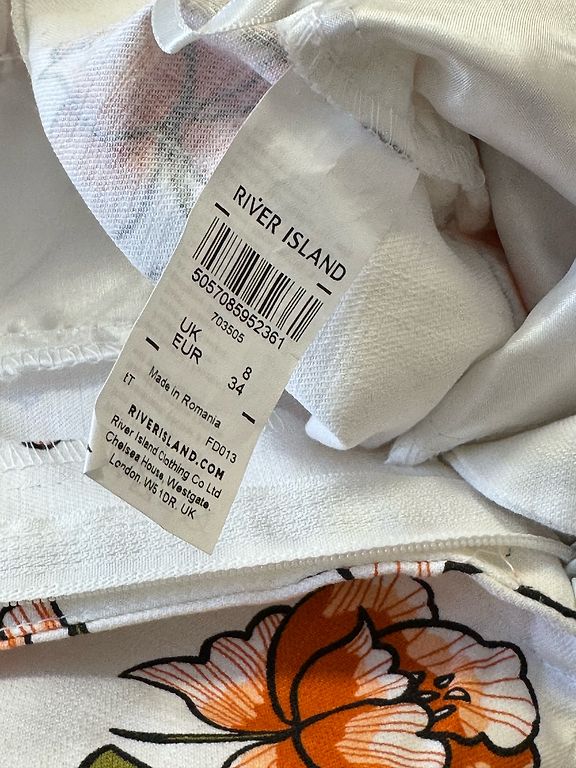 RIVER ISLAND
5057085952361
703505
UK 8
EUR 34
Made in Romania
tT FD013
RIVERISLAND.COM
River Island Clothing Co Ltd
Chelsea House, Westgate,
London, W5 1DR, UK